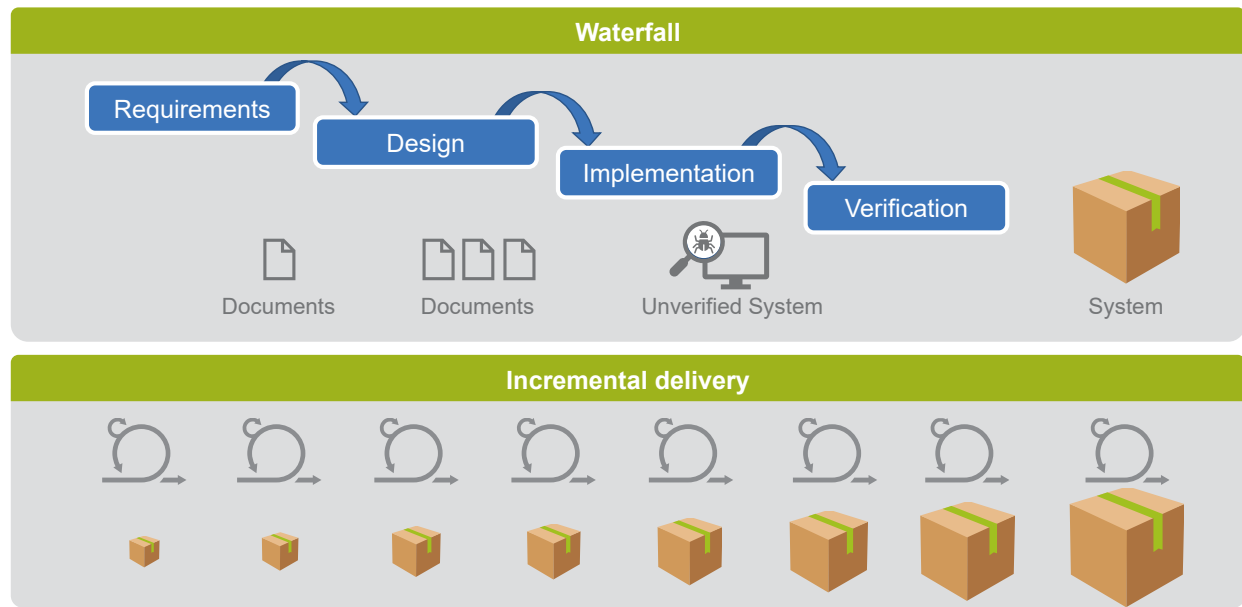 Waterfall
Requirements
Design
Implementation
Verification
Documents
Documents
Unverified System
System
Incremental delivery